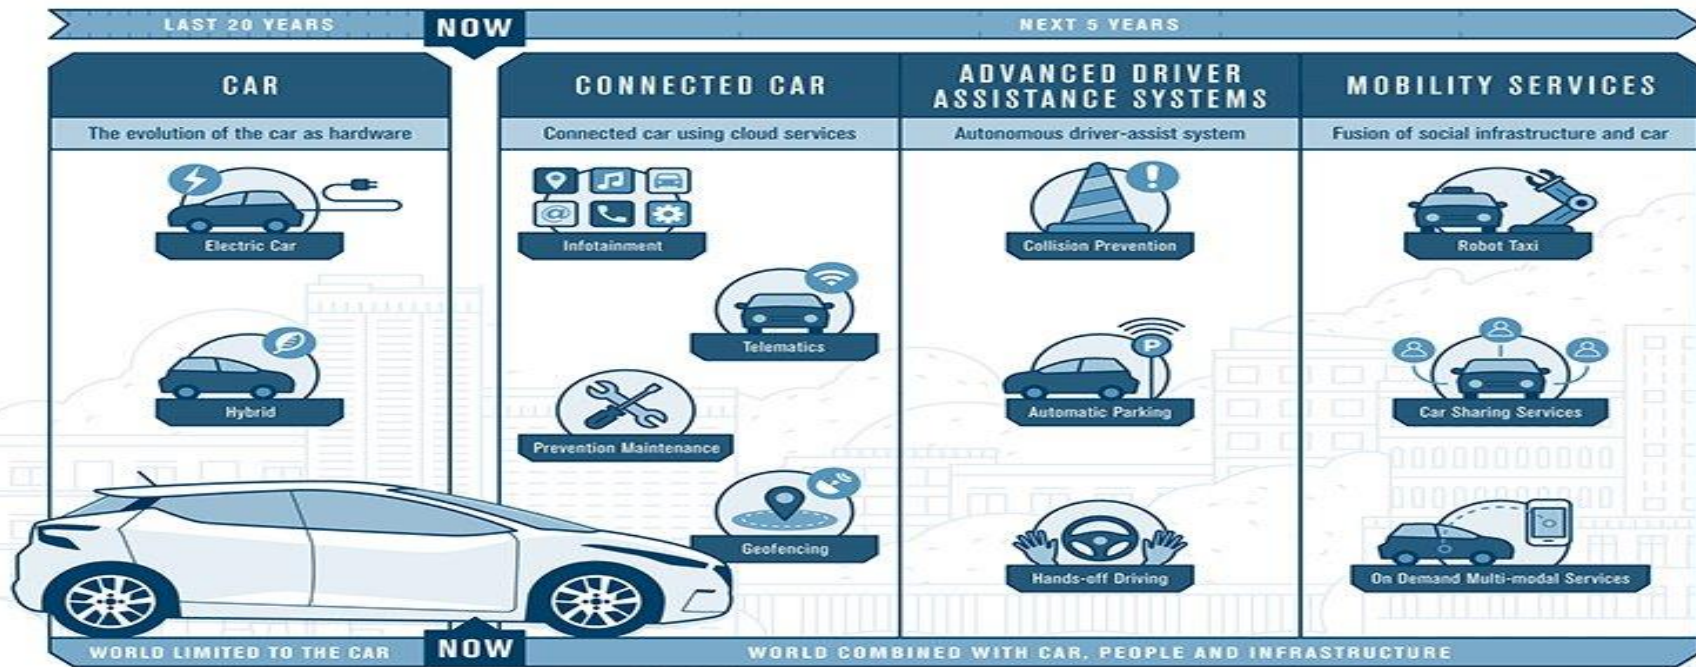 LAST 20 YEARS
NOW
NEXT 5 YEARS
CAR
The evolution of the car as hardware
Electric Car
Hybrid
CONNECTED CAR
Connected car using cloud services
@
Infotainment
Telematics
Prevention Maintenance
Geofencing
ADVANCED DRIVER
ASSISTANCE SYSTEMS
Autonomous driver-assist system
!
Collision Prevention
P
Automatic Parking
Hands-off Driving
MOBILITY SERVICES
Fusion of social infrastructure and car
Robot Taxi
Car Sharing Services
On Demand Multi-modal Services
WORLD LIMITED TO THE CAR
NOW
WORLD COMBINED WITH CAR, PEOPLE AND INFRASTRUCTURE